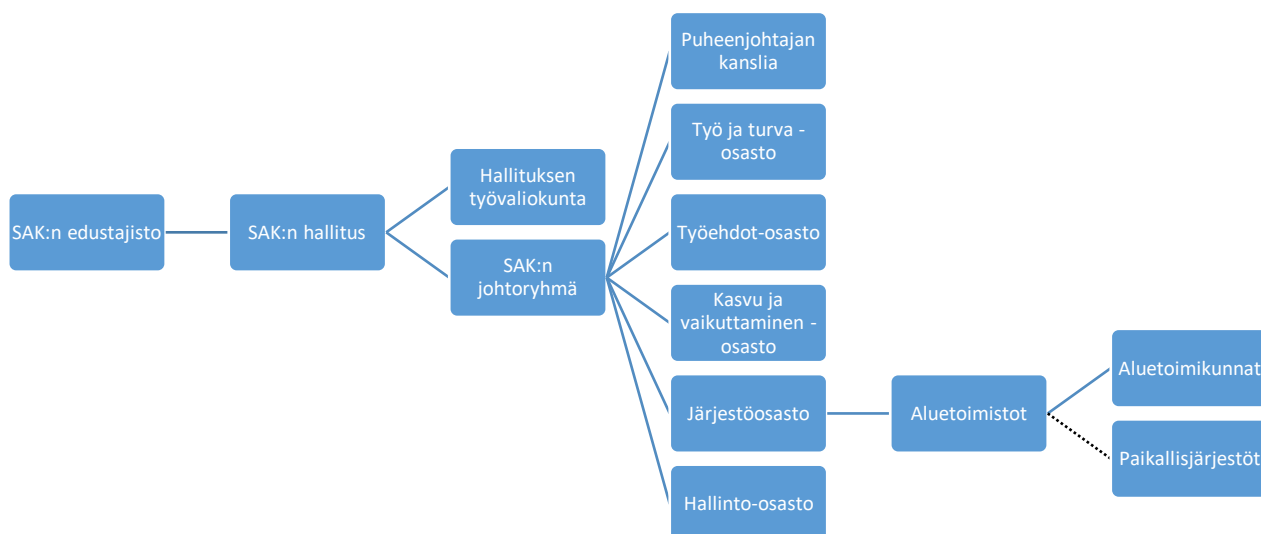 Puheenjohtajan
kanslia
Työ ja turva -
osasto
Hallituksen
työvaliokunta
SAK:n edustajisto
SAK:n hallitus
Työehdot-osasto
SAK:n
johtoryhmä
Kasvu ja
vaikuttaminen -
osasto
Aluetoimikunnat
Järjestöosasto
Aluetoimistot
Paikallisjärjestöt
Hallinto-osasto